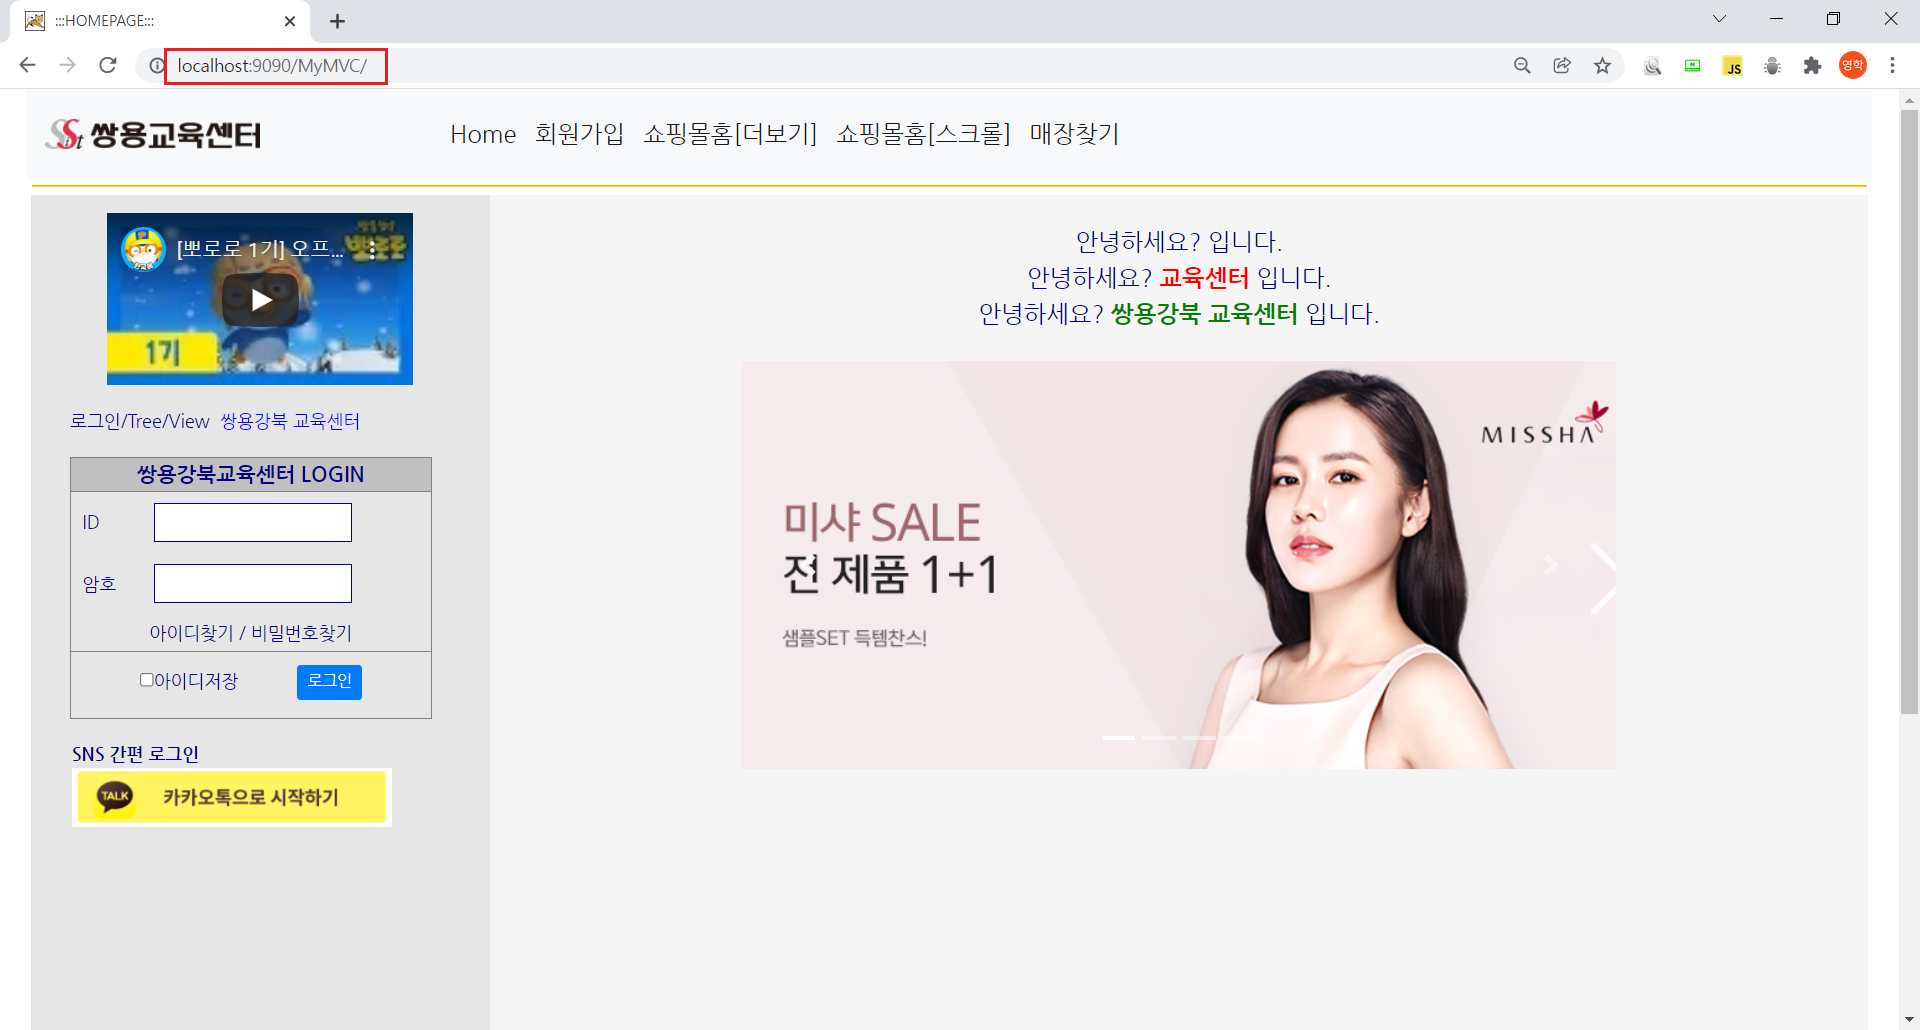 :::HOMEPAGE:::
localhost:9090/MyMVC/
JS
영학
SSist 쌍용교육센터
Home 회원가입 쇼핑몰홈[더보기] 쇼핑몰홈[스크롤] 매장찾기
[뽀로로 1기] 오프...
뽀로로
1기
안녕하세요? 입니다.
안녕하세요? 교육센터 입니다.
안녕하세요? 쌍용강북 교육센터 입니다.
로그인/Tree/View 쌍용강북 교육센터
쌍용강북교육센터 LOGIN
ID
암호
아이디찾기 / 비밀번호찾기
아이디저장 로그인
SNS 간편 로그인
TALK 카카오톡으로 시작하기
MISSHA
미샤 SALE
전 제품 1+1
샘플SET 득템찬스!